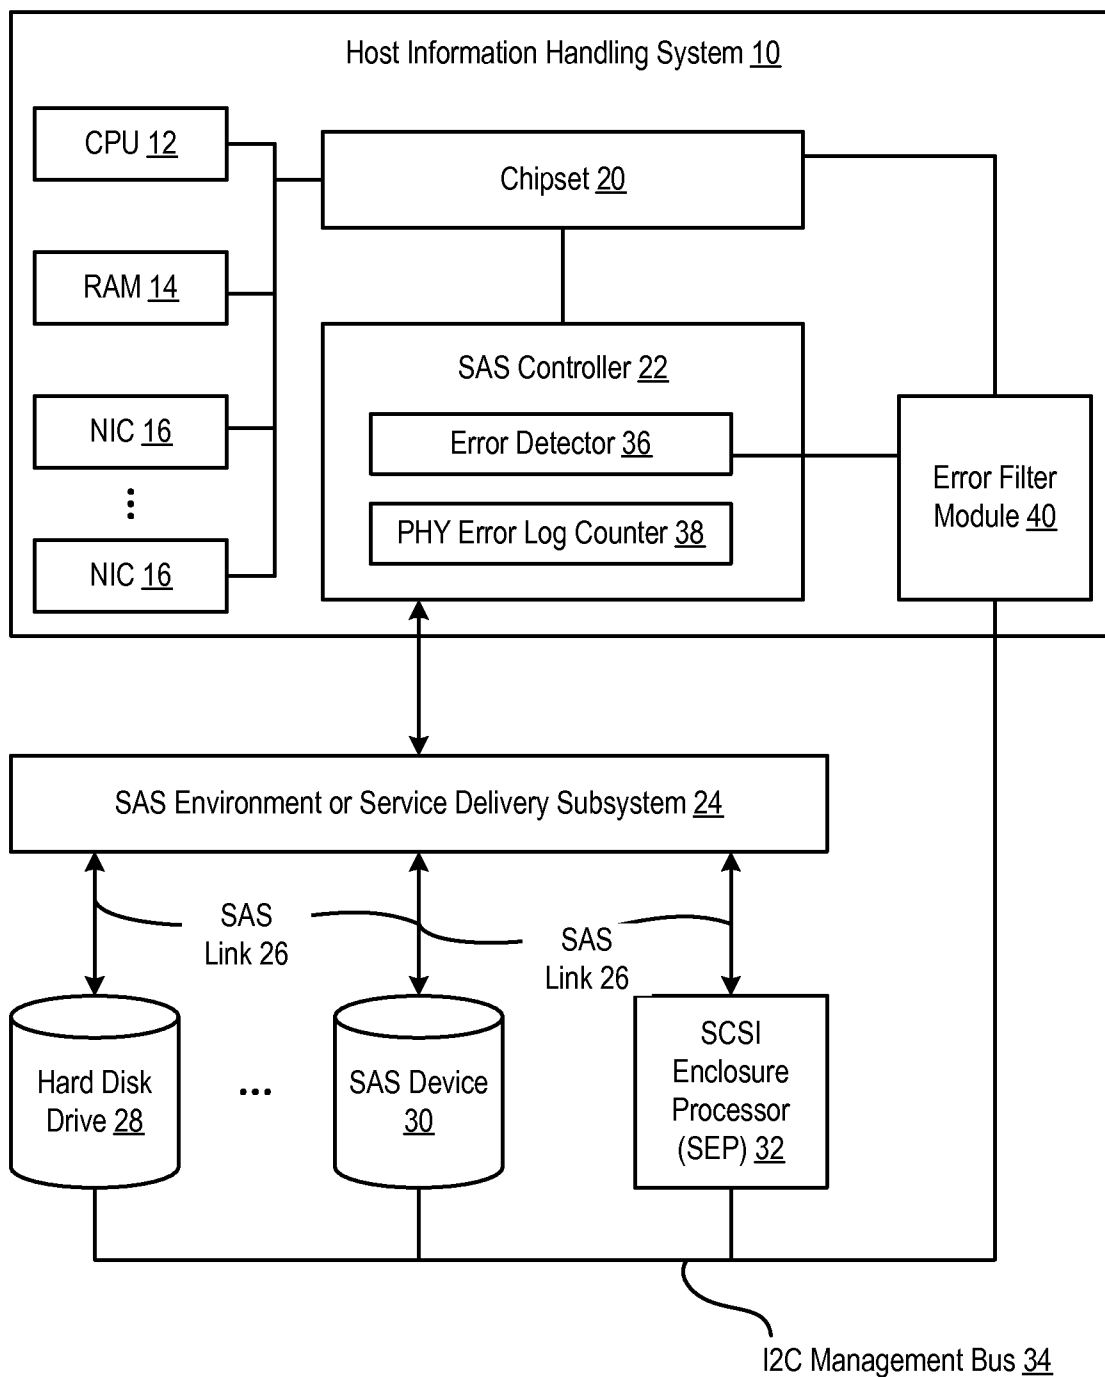 Host Information Handling System 10
CPU 12
Chipset 20
RAM 14
SAS Controller 22
NIC 16
Error Detector 36
Error Filter
Module 40
PHY Error Log Counter 38
NIC 16
SAS Environment or Service Delivery Subsystem 24
SAS
Link 26
SAS
Link 26
Hard Disk
Drive 28
SAS Device
30
SCSI
Enclosure
Processor
(SEP) 32
I2C Management Bus 34